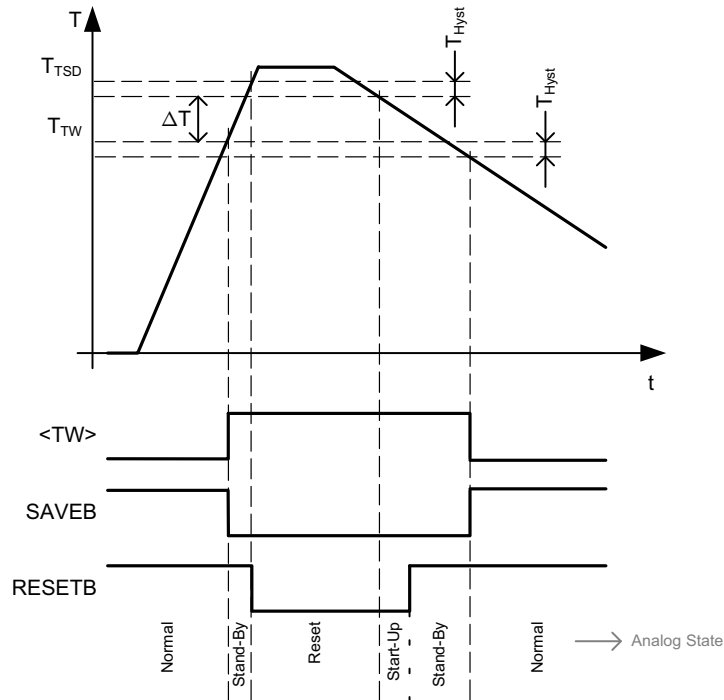 T
T_Hyst
T_TSD
T_Hyst
ΔT
T_TW
t
<TW>
SAVEB
RESETB
Normal
Stand-By
Reset
Start-Up
Stand-By
Normal
Analog State